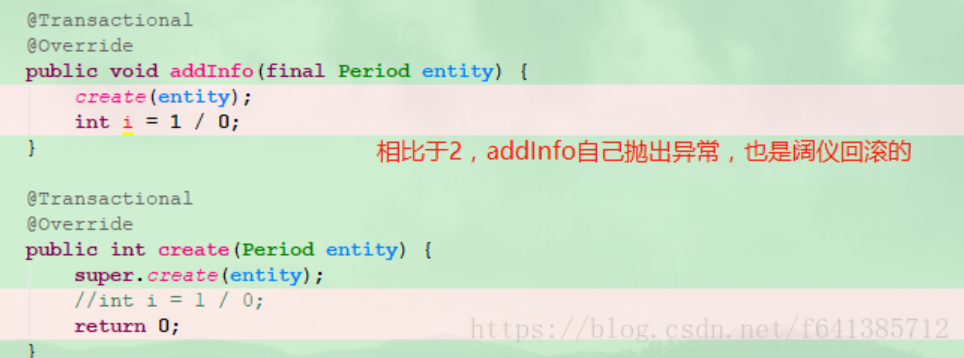 @Transactional
@Override
public void addInfo(final Period entity) {
create(entity);
int i = 1 / 0;
}
相比于2，addInfo自己抛出异常，也是阔仪回滚的
@Transactional
@Override
public int create(Period entity) {
super.create(entity);
//int i = 1 / 0;
return 0;
}
https://blog.csdn.net/f641385712